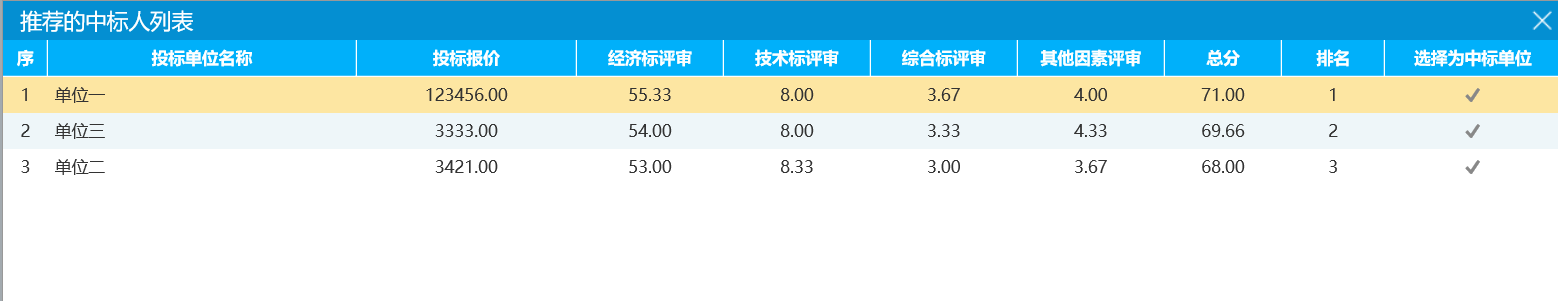 推荐的中标人列表
序 投标单位名称 投标报价 经济标评审 技术标评审 综合标评审 其他因素评审 总分 排名 选择为中标单位
1 单位一 123456.00 55.33 8.00 3.67 4.00 71.00 1
2 单位三 3333.00 54.00 8.00 3.33 4.33 69.66 2
3 单位二 3421.00 53.00 8.33 3.00 3.67 68.00 3